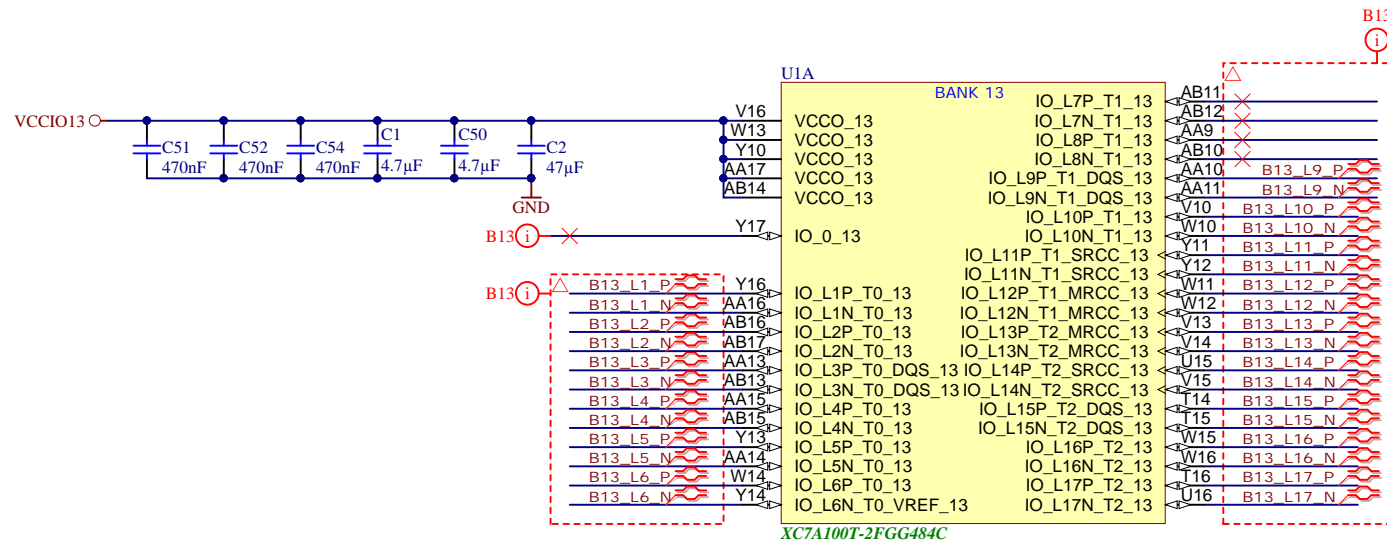 B13
i
U1A
BANK 13
VCCIO13
C51
470nF
C52
470nF
C54
470nF
C1
4.7µF
C50
4.7µF
C2
47µF
GND
V16 VCCO_13
W13 VCCO_13
Y10 VCCO_13
AA17 VCCO_13
AB14 VCCO_13
B13 i Y17 IO_0_13
B13 i
B13_L1_P Y16 IO_L1P_T0_13
B13_L1_N AA16 IO_L1N_T0_13
B13_L2_P AB16 IO_L2P_T0_13
B13_L2_N AB17 IO_L2N_T0_13
B13_L3_P AA13 IO_L3P_T0_DQS_13
B13_L3_N AB13 IO_L3N_T0_DQS_13
B13_L4_P AA15 IO_L4P_T0_13
B13_L4_N AB15 IO_L4N_T0_13
B13_L5_P Y13 IO_L5P_T0_13
B13_L5_N AA14 IO_L5N_T0_13
B13_L6_P W14 IO_L6P_T0_13
B13_L6_N Y14 IO_L6N_T0_VREF_13
IO_L7P_T1_13 AB11
IO_L7N_T1_13 AB12
IO_L8P_T1_13 AA9
IO_L8N_T1_13 AB10
IO_L9P_T1_DQS_13 AA10 B13_L9_P
IO_L9N_T1_DQS_13 AA11 B13_L9_N
IO_L10P_T1_13 V10 B13_L10_P
IO_L10N_T1_13 W10 B13_L10_N
IO_L11P_T1_SRCC_13 Y11 B13_L11_P
IO_L11N_T1_SRCC_13 Y12 B13_L11_N
IO_L12P_T1_MRCC_13 W11 B13_L12_P
IO_L12N_T1_MRCC_13 W12 B13_L12_N
IO_L13P_T2_MRCC_13 V13 B13_L13_P
IO_L13N_T2_MRCC_13 V14 B13_L13_N
IO_L14P_T2_SRCC_13 U15 B13_L14_P
IO_L14N_T2_SRCC_13 V15 B13_L14_N
IO_L15P_T2_DQS_13 T14 B13_L15_P
IO_L15N_T2_DQS_13 T15 B13_L15_N
IO_L16P_T2_13 W15 B13_L16_P
IO_L16N_T2_13 W16 B13_L16_N
IO_L17P_T2_13 T16 B13_L17_P
IO_L17N_T2_13 U16 B13_L17_N
XC7A100T-2FGG484C